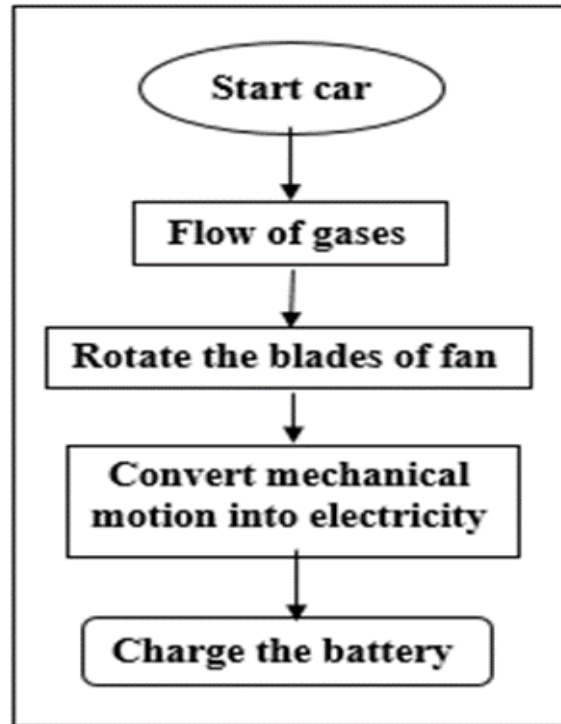 Start car
Flow of gases
Rotate the blades of fan
Convert mechanical
motion into electricity
Charge the battery